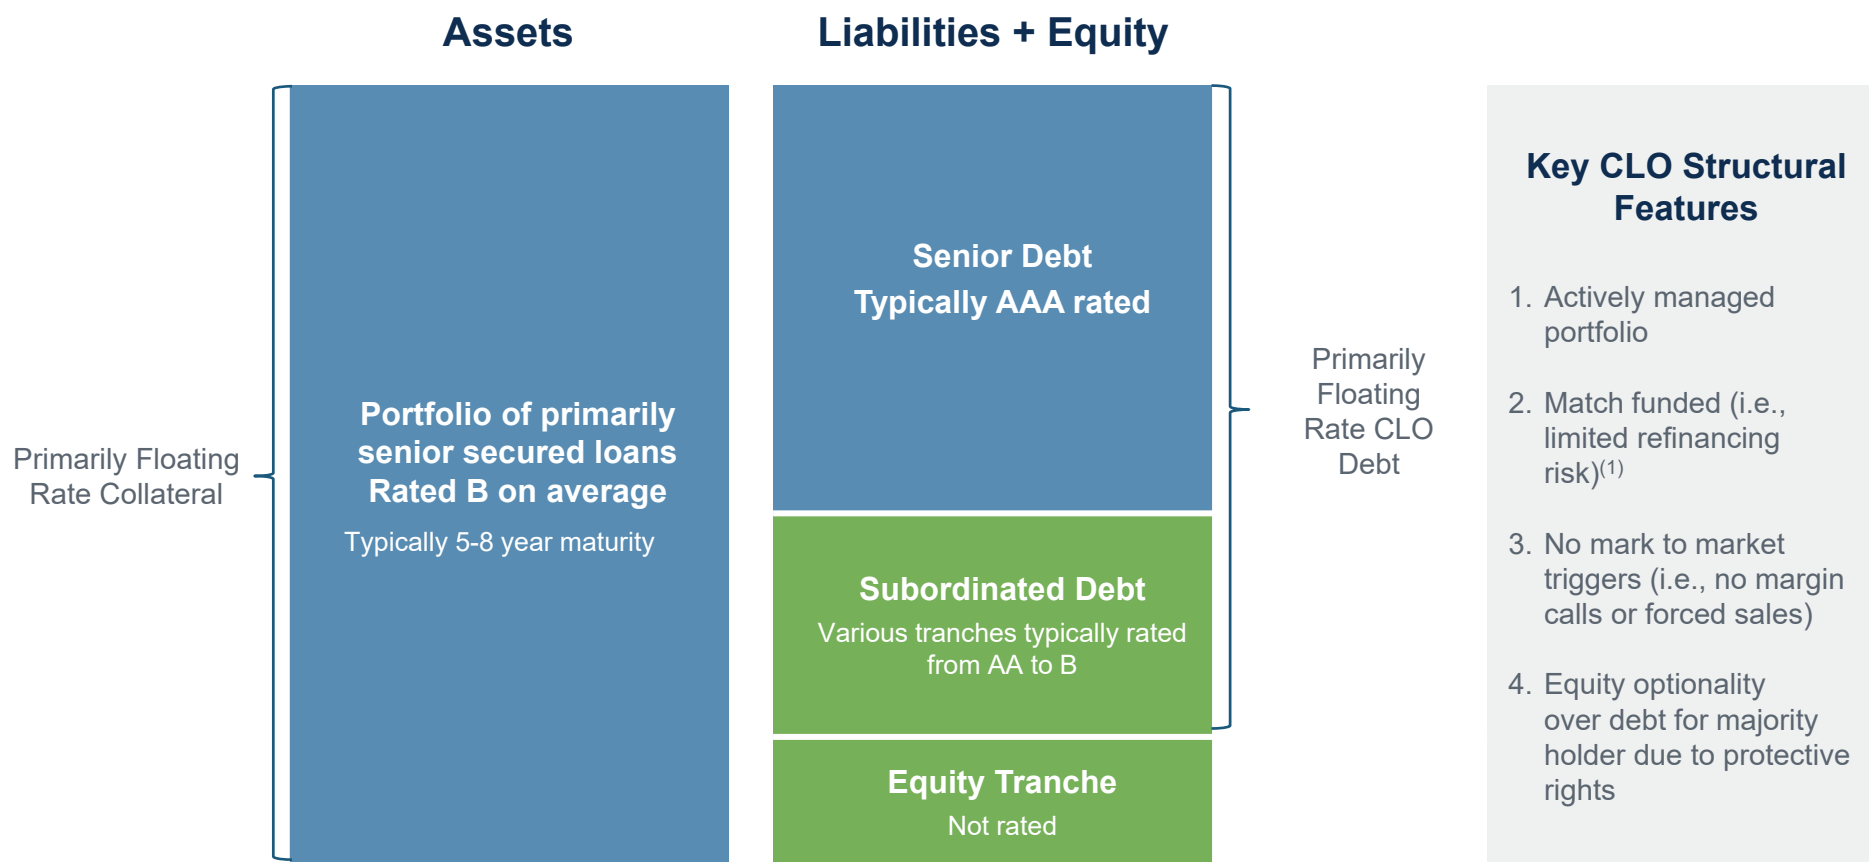 Assets
Liabilities + Equity
Primarily Floating
Rate Collateral
Portfolio of primarily
senior secured loans
Rated B on average
Typically 5-8 year maturity
Senior Debt
Typically AAA rated
Subordinated Debt
Various tranches typically rated
from AA to B
Equity Tranche
Not rated
Primarily
Floating
Rate CLO
Debt
Key CLO Structural
Features
1. Actively managed
portfolio
2. Match funded (i.e.,
limited refinancing
risk)(1)
3. No mark to market
triggers (i.e., no margin
calls or forced sales)
4. Equity optionality
over debt for majority
holder due to protective
rights